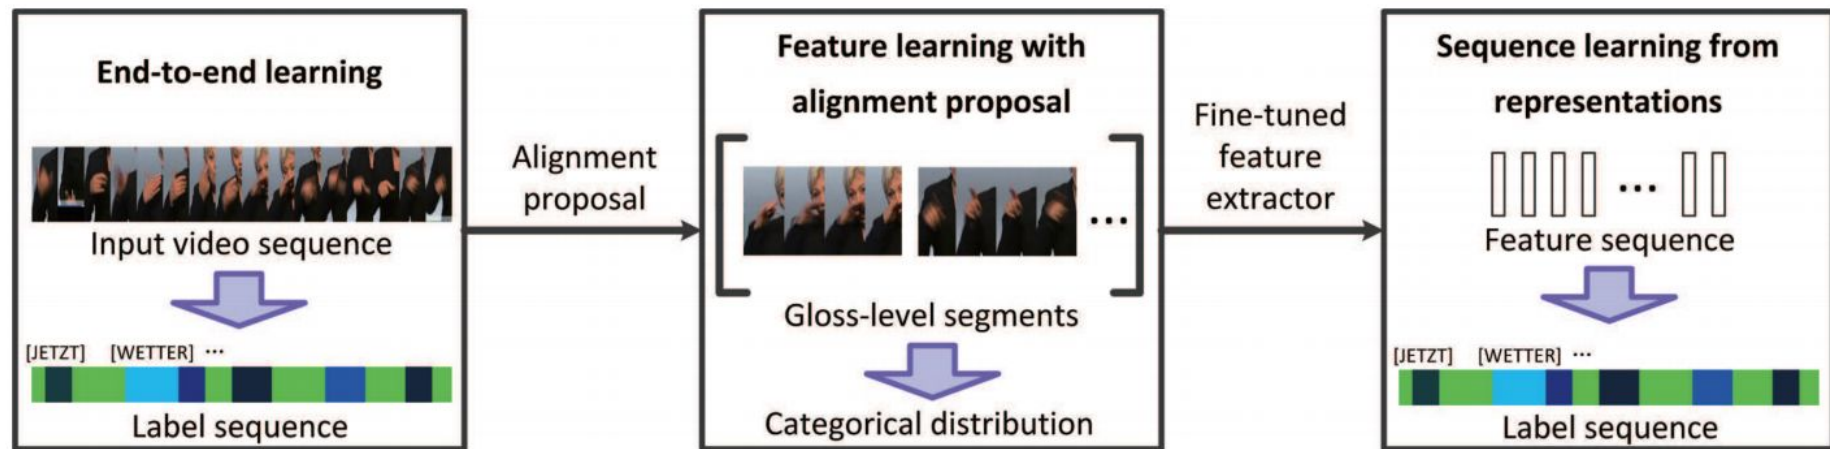 End-to-end learning
Input video sequence
[JETZT] [WETTER] ...
Label sequence
Alignment
proposal
Feature learning with
alignment proposal
...
Gloss-level segments
Categorical distribution
Fine-tuned
feature
extractor
Sequence learning from
representations
...
Feature sequence
[JETZT] [WETTER] ...
Label sequence